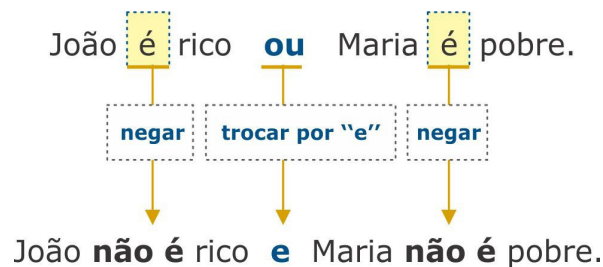 João é rico ou Maria é pobre.
negar trocar por ‘‘e’’ negar
João não é rico e Maria não é pobre.